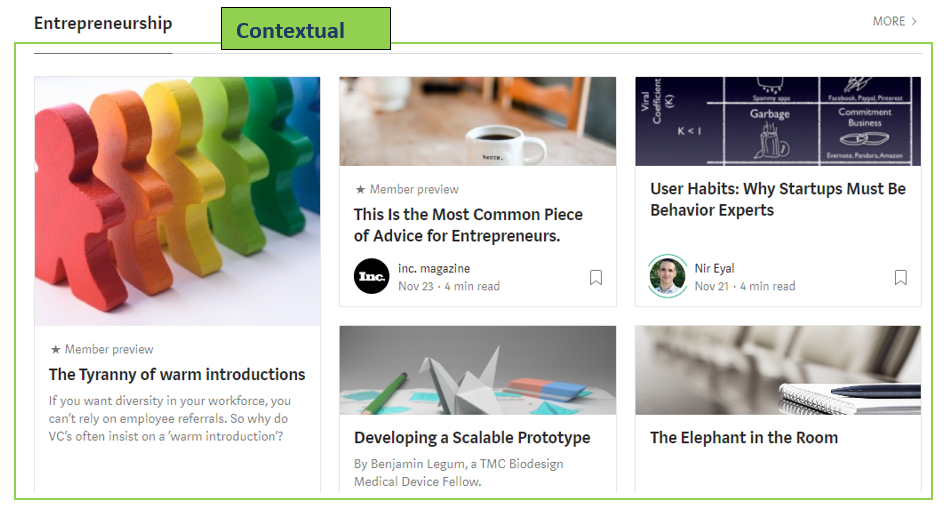 Entrepreneurship
Contextual
MORE
Member preview
The Tyranny of warm introductions
If you want diversity in your workforce, you
can't rely on employee referrals. So why do
VC's often insist on a 'warm introduction'?
Member preview
This Is the Most Common Piece
of Advice for Entrepreneurs.
Inc.
inc. magazine
Nov 23 · 4 min read
Viral
Coefficient
(K)
K < 1
Spammy apps
Facebook, Paypal, Pinterest
Garbage
Commitment
Business
Evernote, Pandora, Amazon
User Habits: Why Startups Must Be
Behavior Experts
Nir Eyal
Nov 21 · 4 min read
Developing a Scalable Prototype
By Benjamin Legum, a TMC Biodesign
Medical Device Fellow.
The Elephant in the Room